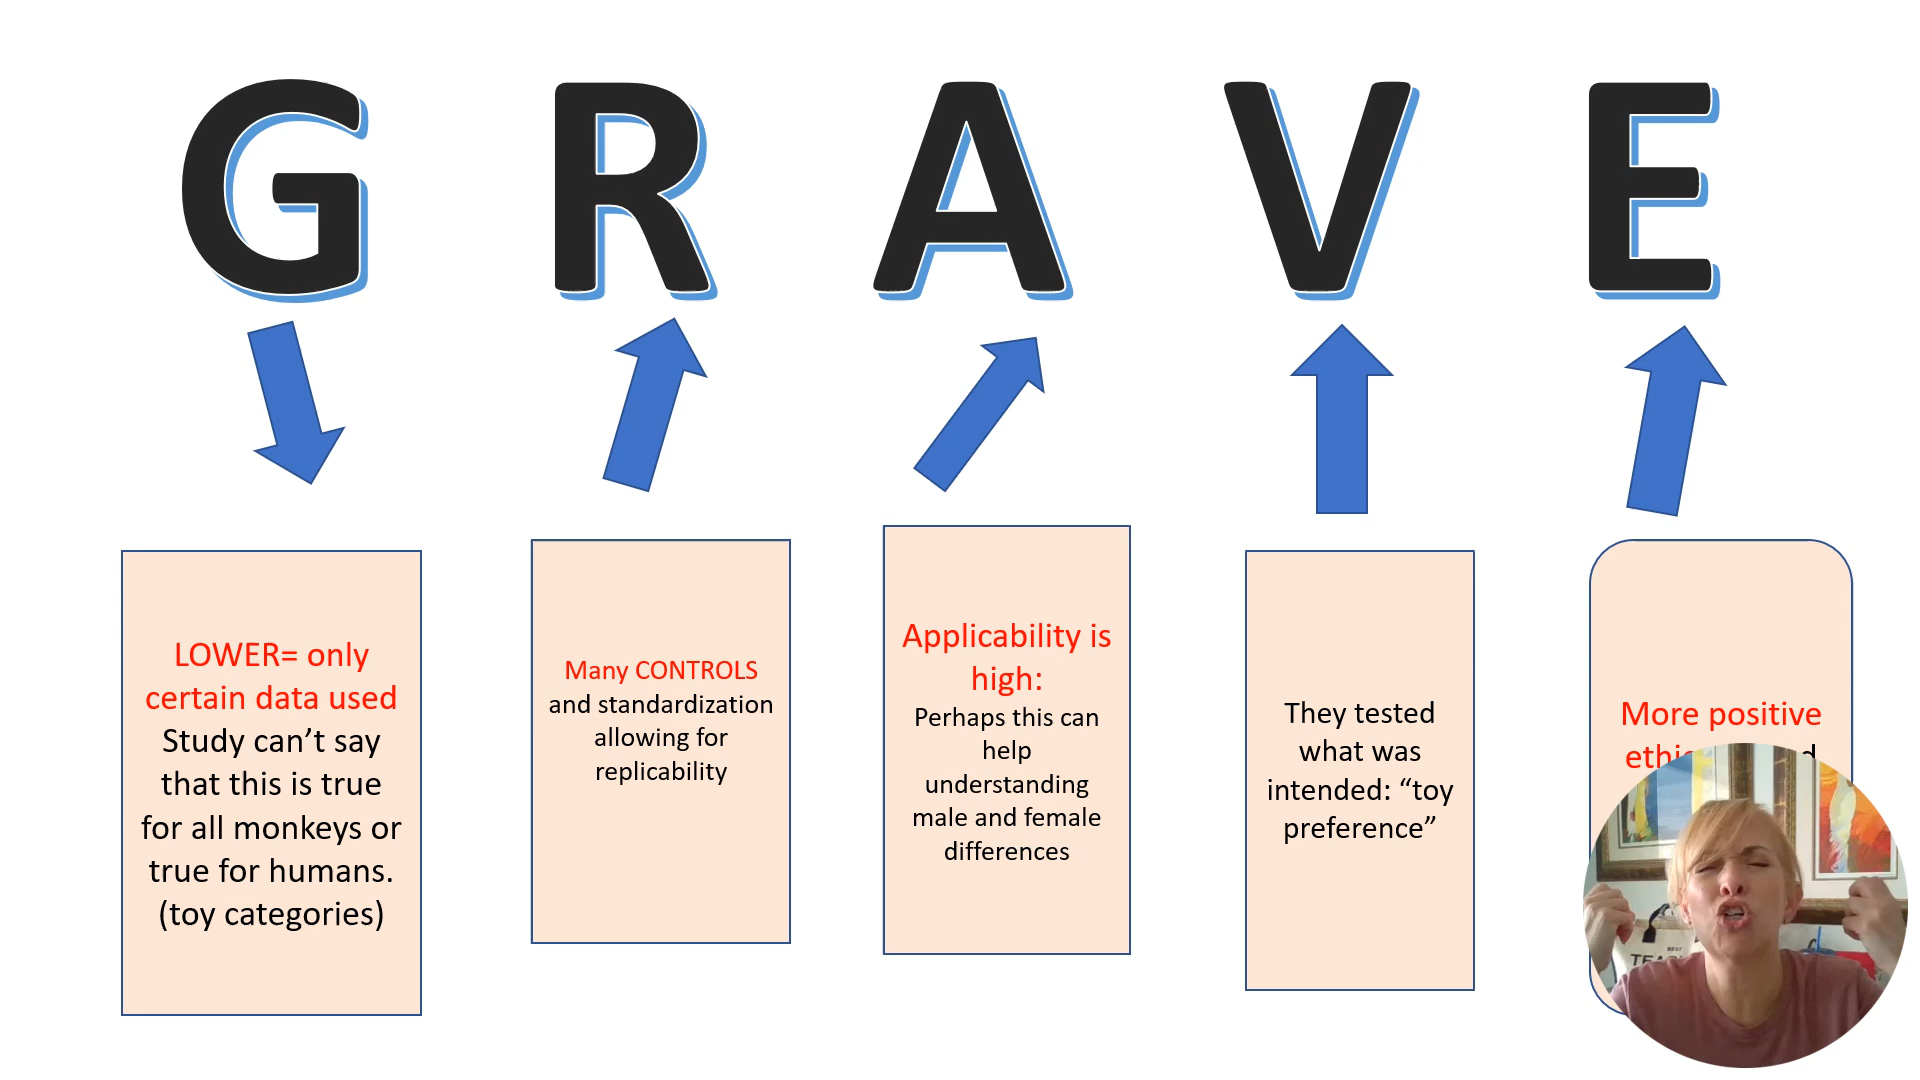 G R A V E
LOWER= only
certain data used
Study can't say
that this is true
for all monkeys or
true for humans.
(toy categories)
Many CONTROLS
and standardization
allowing for
replicability
Applicability is
high:
Perhaps this can
help
understanding
male and female
differences
They tested
what was
intended: “toy
preference”
More positive
BEST